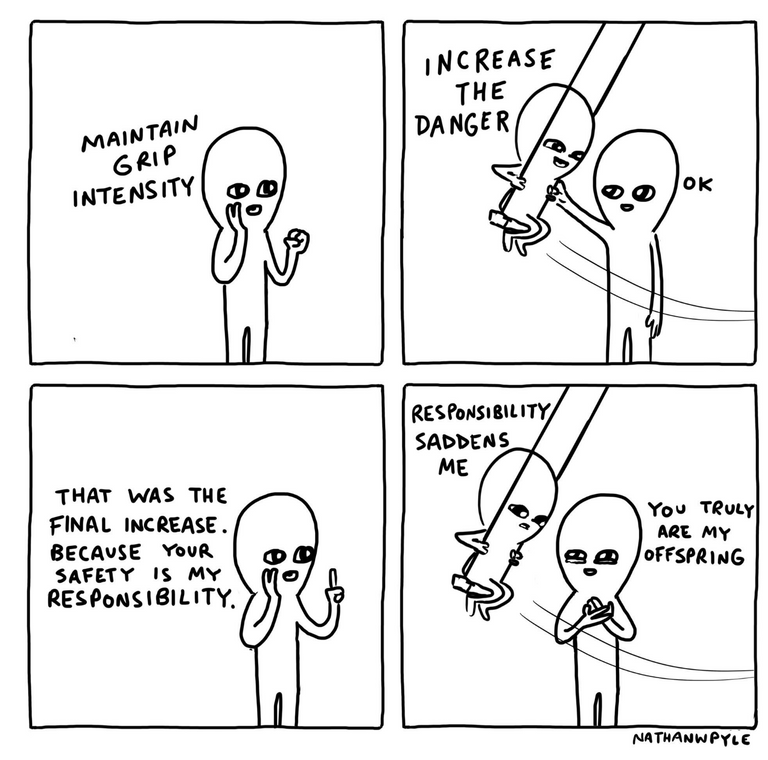 MAINTAIN
GRIP
INTENSITY
INCREASE
THE
DANGER
OK
THAT WAS THE
FINAL INCREASE.
BECAUSE YOUR
SAFETY IS MY
RESPONSIBILITY.
RESPONSIBILITY
SADDENS
ME
YOU TRULY
ARE MY
OFFSPRING
NATHANWPYLE